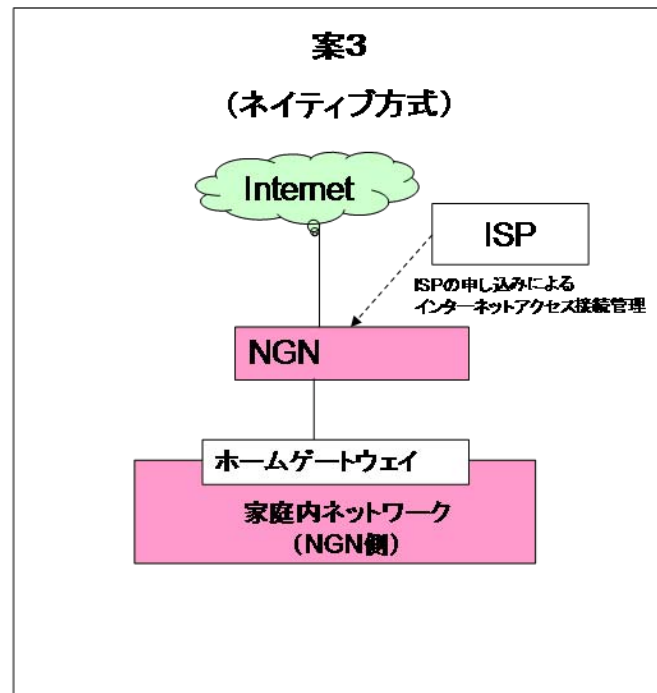 案3
（ネイティブ方式）
Internet
ISP
ISPの申し込みによる
インターネットアクセス接続管理
NGN
ホームゲートウェイ
家庭内ネットワーク
（NGN側）